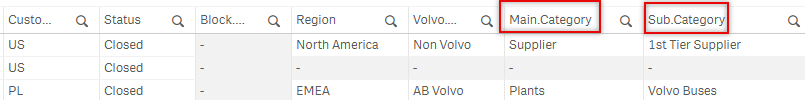 Custo... Status Block.... Region Volvo.... Main.Category Sub.Category
US Closed - North America Non Volvo Supplier 1st Tier Supplier
US Closed - - - - -
PL Closed - EMEA AB Volvo Plants Volvo Buses